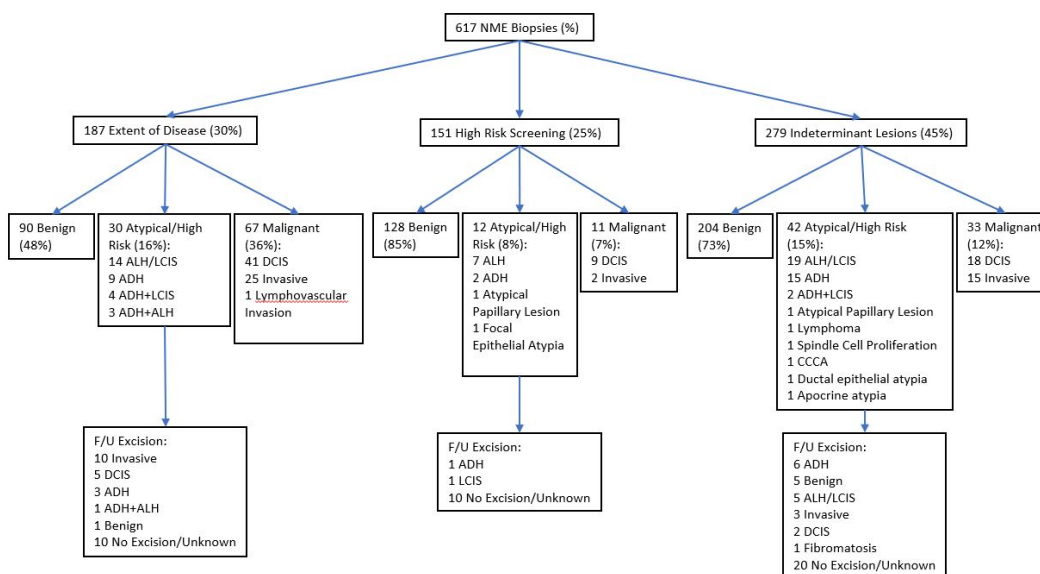 617 NME Biopsies (%)
187 Extent of Disease (30%)
151 High Risk Screening (25%)
279 Indeterminant Lesions (45%)
90 Benign
(48%)
30 Atypical/High
Risk (16%):
14 ALH/LCIS
9 ADH
4 ADH+LCIS
3 ADH+ALH
67 Malignant
(36%):
41 DCIS
25 Invasive
1 Lymphovascular
Invasion
128 Benign
(85%)
12 Atypical/High
Risk (8%):
7 ALH
2 ADH
1 Atypical
Papillary Lesion
1 Focal
Epithelial Atypia
11 Malignant
(7%):
9 DCIS
2 Invasive
204 Benign
(73%)
42 Atypical/High Risk
(15%):
19 ALH/LCIS
15 ADH
2 ADH+LCIS
1 Atypical Papillary Lesion
1 Lymphoma
1 Spindle Cell Proliferation
1 CCCA
1 Ductal epithelial atypia
1 Apocrine atypia
33 Malignant
(12%):
18 DCIS
15 Invasive
F/U Excision:
10 Invasive
5 DCIS
3 ADH
1 ADH+ALH
1 Benign
10 No Excision/Unknown
F/U Excision:
1 ADH
1 LCIS
10 No Excision/Unknown
F/U Excision:
6 ADH
5 Benign
5 ALH/LCIS
3 Invasive
2 DCIS
1 Fibromatosis
20 No Excision/Unknown